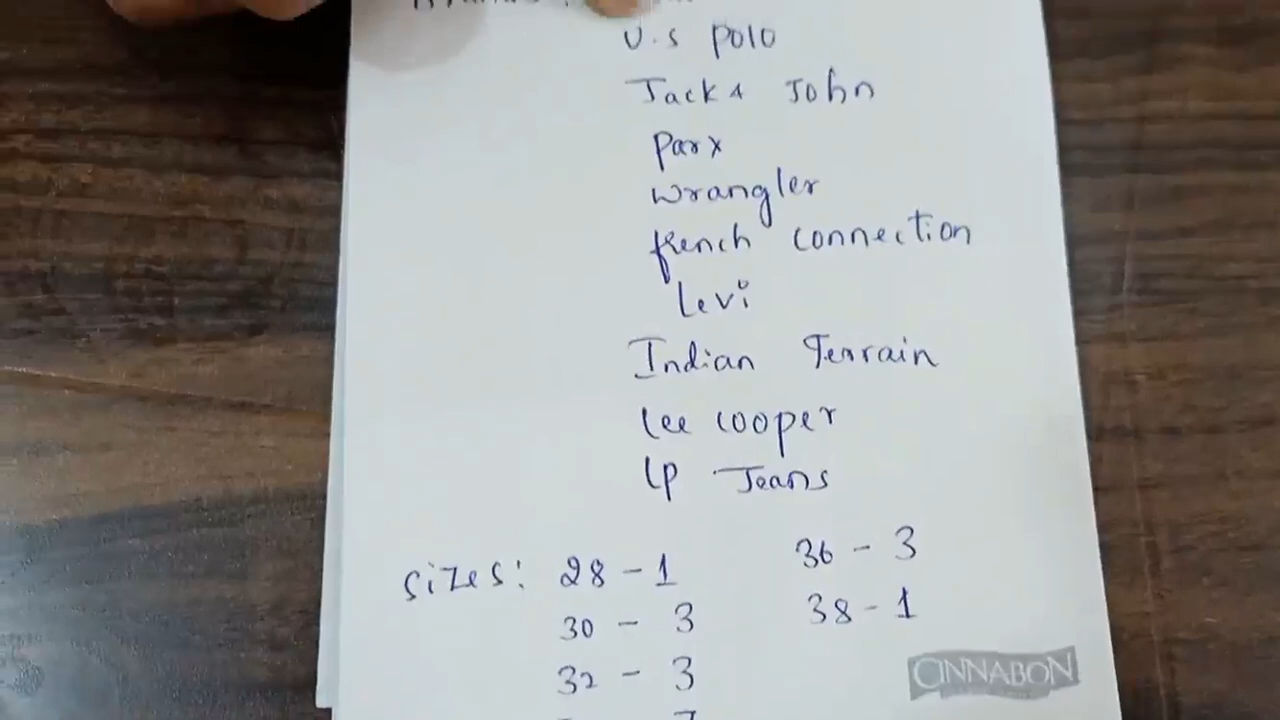 U.S polo
Jack & John
Parx
wrangler
french connection
Levi
Indian Terrain
lee cooper
LP Jeans
sizes: 28 - 1 36 - 3
30 - 3 38 - 1
32 - 3
CINNABON